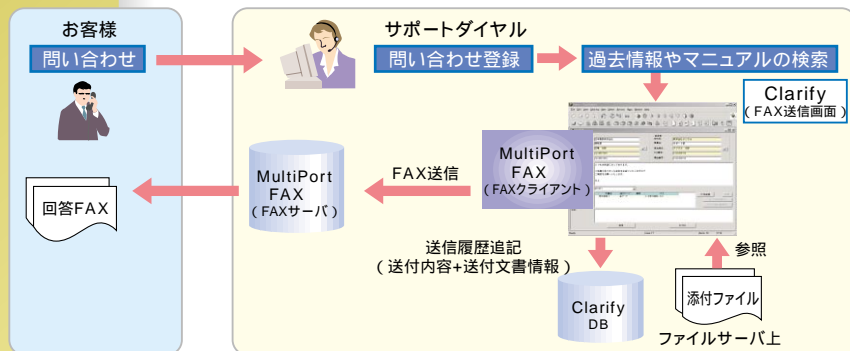 お客様
問い合わせ
サポートダイヤル
問い合わせ登録
過去情報やマニュアルの検索
Clarify
(FAX送信画面)
MultiPort
FAX
(FAXクライアント)
FAX送信
MultiPort
FAX
(FAXサーバ)
回答FAX
送信履歴追記
(送付内容+送付文書情報)
Clarify
DB
参照
添付ファイル
ファイルサーバ上